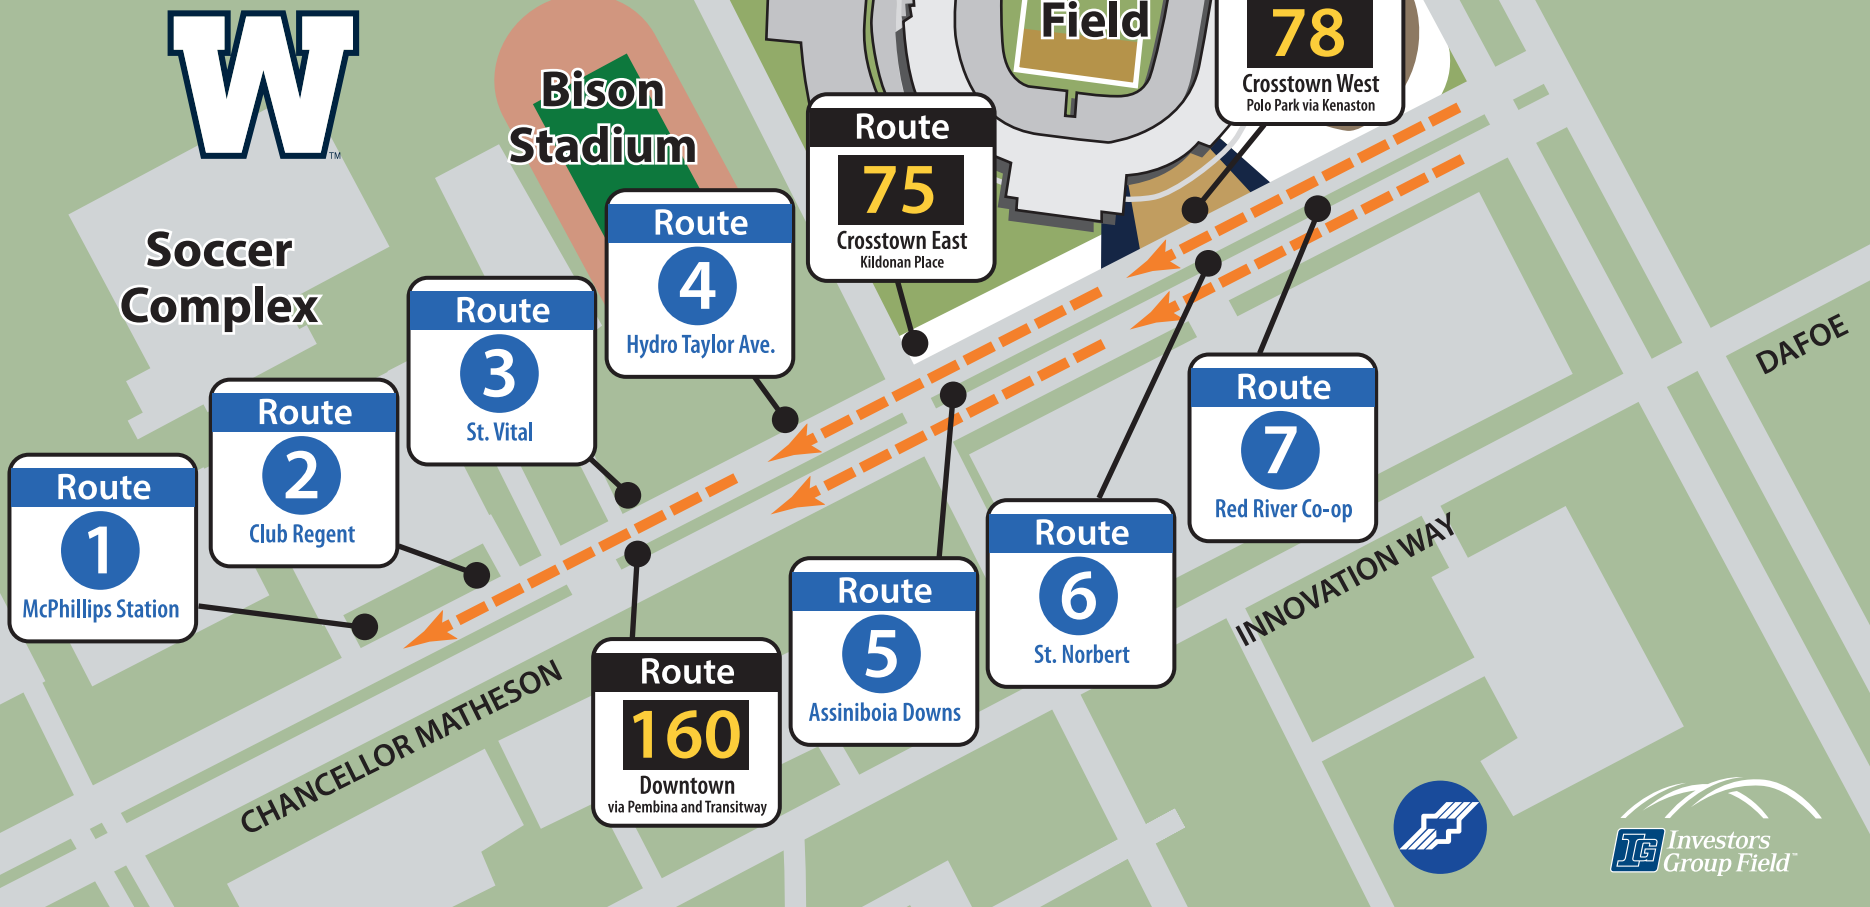 W
TM
Field
78
Crosstown West
Polo Park via Kenaston
Bison
Stadium
Route
75
Crosstown East
Kildonan Place
Soccer
Complex
Route
4
Hydro Taylor Ave.
Route
3
St. Vital
Route
2
Club Regent
Route
1
McPhillips Station
Route
7
Red River Co-op
Route
6
St. Norbert
Route
5
Assiniboia Downs
Route
160
Downtown
via Pembina and Transitway
DAFOE
INNOVATION WAY
CHANCELLOR MATHESON
IG Investors
Group Field™